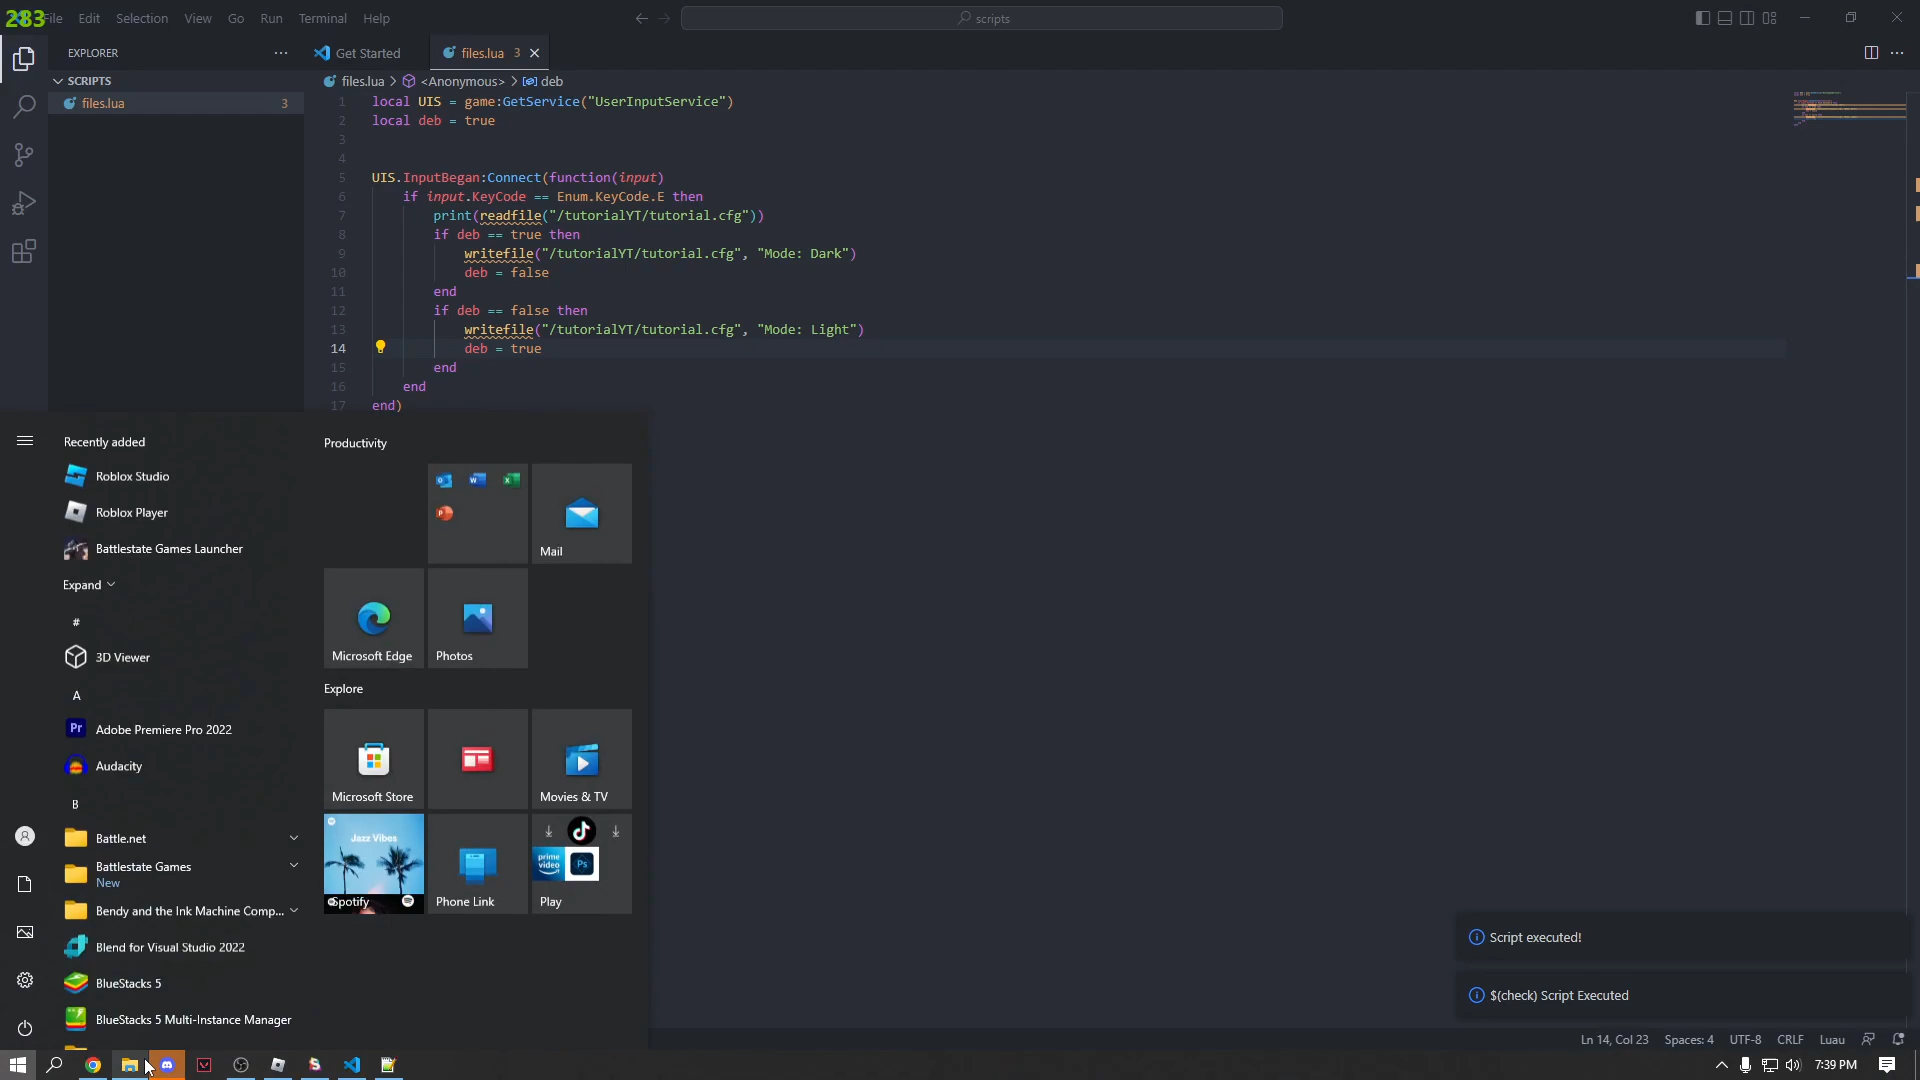 283
File Edit Selection View Go Run Terminal Help
scripts
EXPLORER
Get Started
files.lua 3
SCRIPTS
files.lua 3
files.lua > <Anonymous> > deb
1 local UIS = game:GetService("UserInputService")
2 local deb = true
3
4
5 UIS.InputBegan:Connect(function(input)
6 if input.KeyCode == Enum.KeyCode.E then
7 print(readfile("/tutorialYT/tutorial.cfg"))
8 if deb == true then
9 writefile("/tutorialYT/tutorial.cfg", "Mode: Dark")
10 deb = false
11 end
12 if deb == false then
13 writefile("/tutorialYT/tutorial.cfg", "Mode: Light")
14 deb = true
15 end
16 end
17 end)
Recently added
Roblox Studio
Roblox Player
Battlestate Games Launcher
Expand
#
3D Viewer
A
Adobe Premiere Pro 2022
Audacity
B
Battle.net
Battlestate Games
New
Bendy and the Ink Machine Comp...
Blend for Visual Studio 2022
BlueStacks 5
BlueStacks 5 Multi-Instance Manager
Productivity
Mail
Microsoft Edge
Photos
Explore
Microsoft Store
Movies & TV
Jazz Vibes
Spotify
Phone Link
prime video
Ps
Play
Script executed!
$(check) Script Executed
Ln 14, Col 23 Spaces: 4 UTF-8 CRLF Luau
7:39 PM